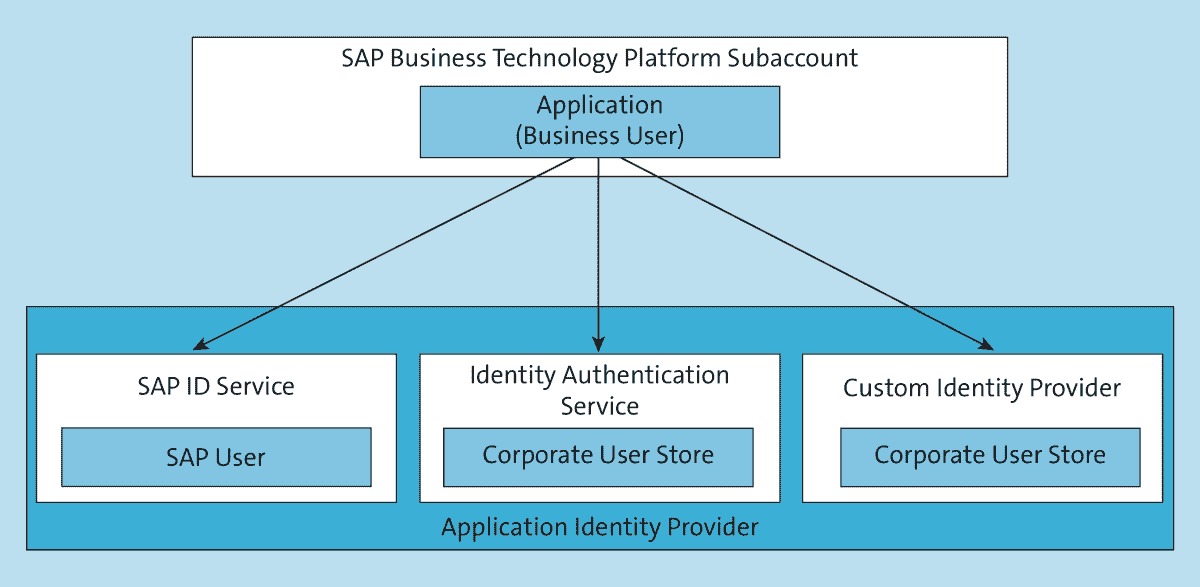 SAP Business Technology Platform Subaccount
Application
(Business User)
SAP ID Service
SAP User
Identity Authentication
Service
Corporate User Store
Custom Identity Provider
Corporate User Store
Application Identity Provider